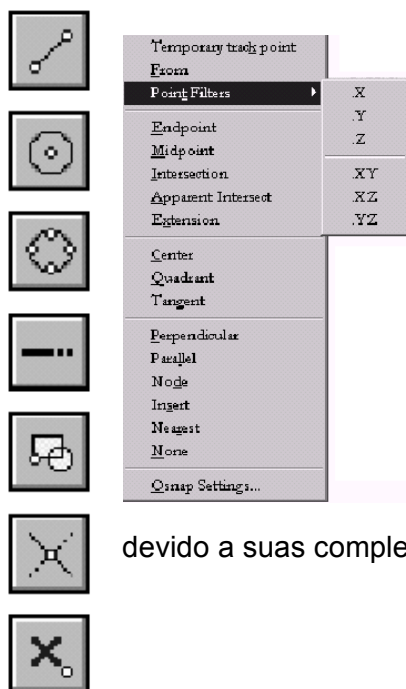 Temporary track point
From
Point Filters
.X
.Y
.Z
.XY
.XZ
.YZ
Endpoint
Midpoint
Intersection
Apparent Intersect
Extension
Center
Quadrant
Tangent
Perpendicular
Parallel
Node
Insert
Nearest
None
Osnap Settings...
devido a suas comple